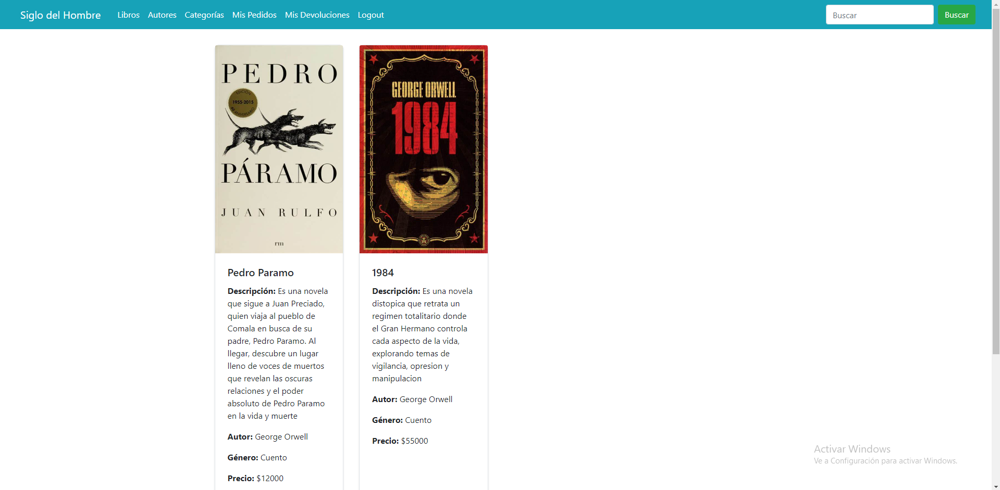 Siglo del Hombre
Libros
Autores
Categorías
Mis Pedidos
Mis Devoluciones
Logout
Buscar
Buscar
PEDRO
EDICIÓN
1955-2015
60 ANIVERSARIO
PÁRAMO
JUAN RULFO
rm
GEORGE ORWELL
1984
Pedro Paramo
Descripción: Es una novela
que sigue a Juan Preciado,
quien viaja al pueblo de
Comala en busca de su
padre, Pedro Paramo. Al
llegar, descubre un lugar
lleno de voces de muertos
que revelan las oscuras
relaciones y el poder
absoluto de Pedro Paramo
en la vida y muerte
Autor: George Orwell
Género: Cuento
Precio: $12000
1984
Descripción: Es una novela
distopica que retrata un
regimen totalitario donde
el Gran Hermano controla
cada aspecto de la vida,
explorando temas de
vigilancia, opresion y
manipulacion
Autor: George Orwell
Género: Cuento
Precio: $55000
Activar Windows
Ve a Configuración para activar Windows.